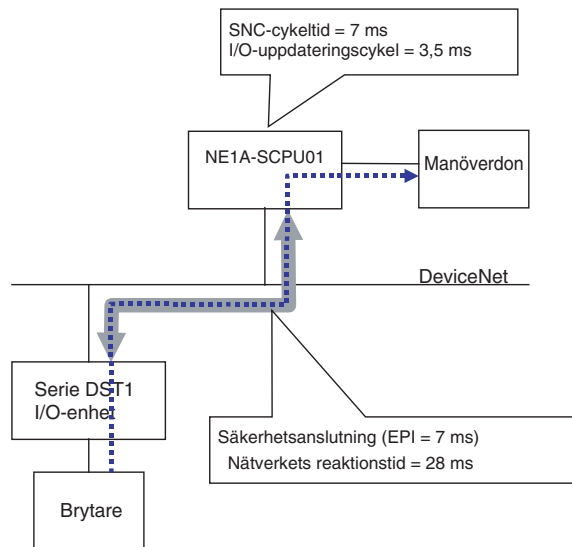 SNC-cykeltid = 7 ms
I/O-uppdateringscykel = 3,5 ms
NE1A-SCPU01
Manöverdon
DeviceNet
Serie DST1
I/O-enhet
Säkerhetsanslutning (EPI = 7 ms)
Nätverkets reaktionstid = 28 ms
Brytare